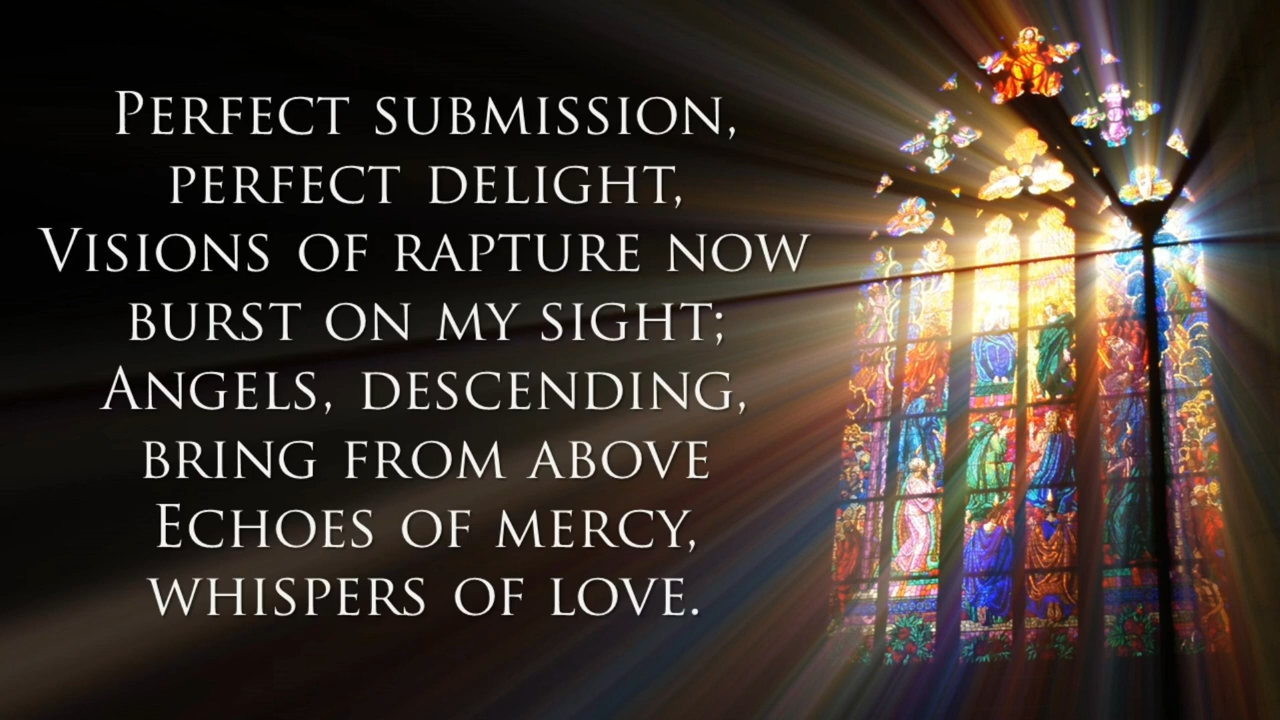 Perfect submission,
perfect delight,
Visions of rapture now
burst on my sight;
Angels, descending,
bring from above
Echoes of mercy,
whispers of love.